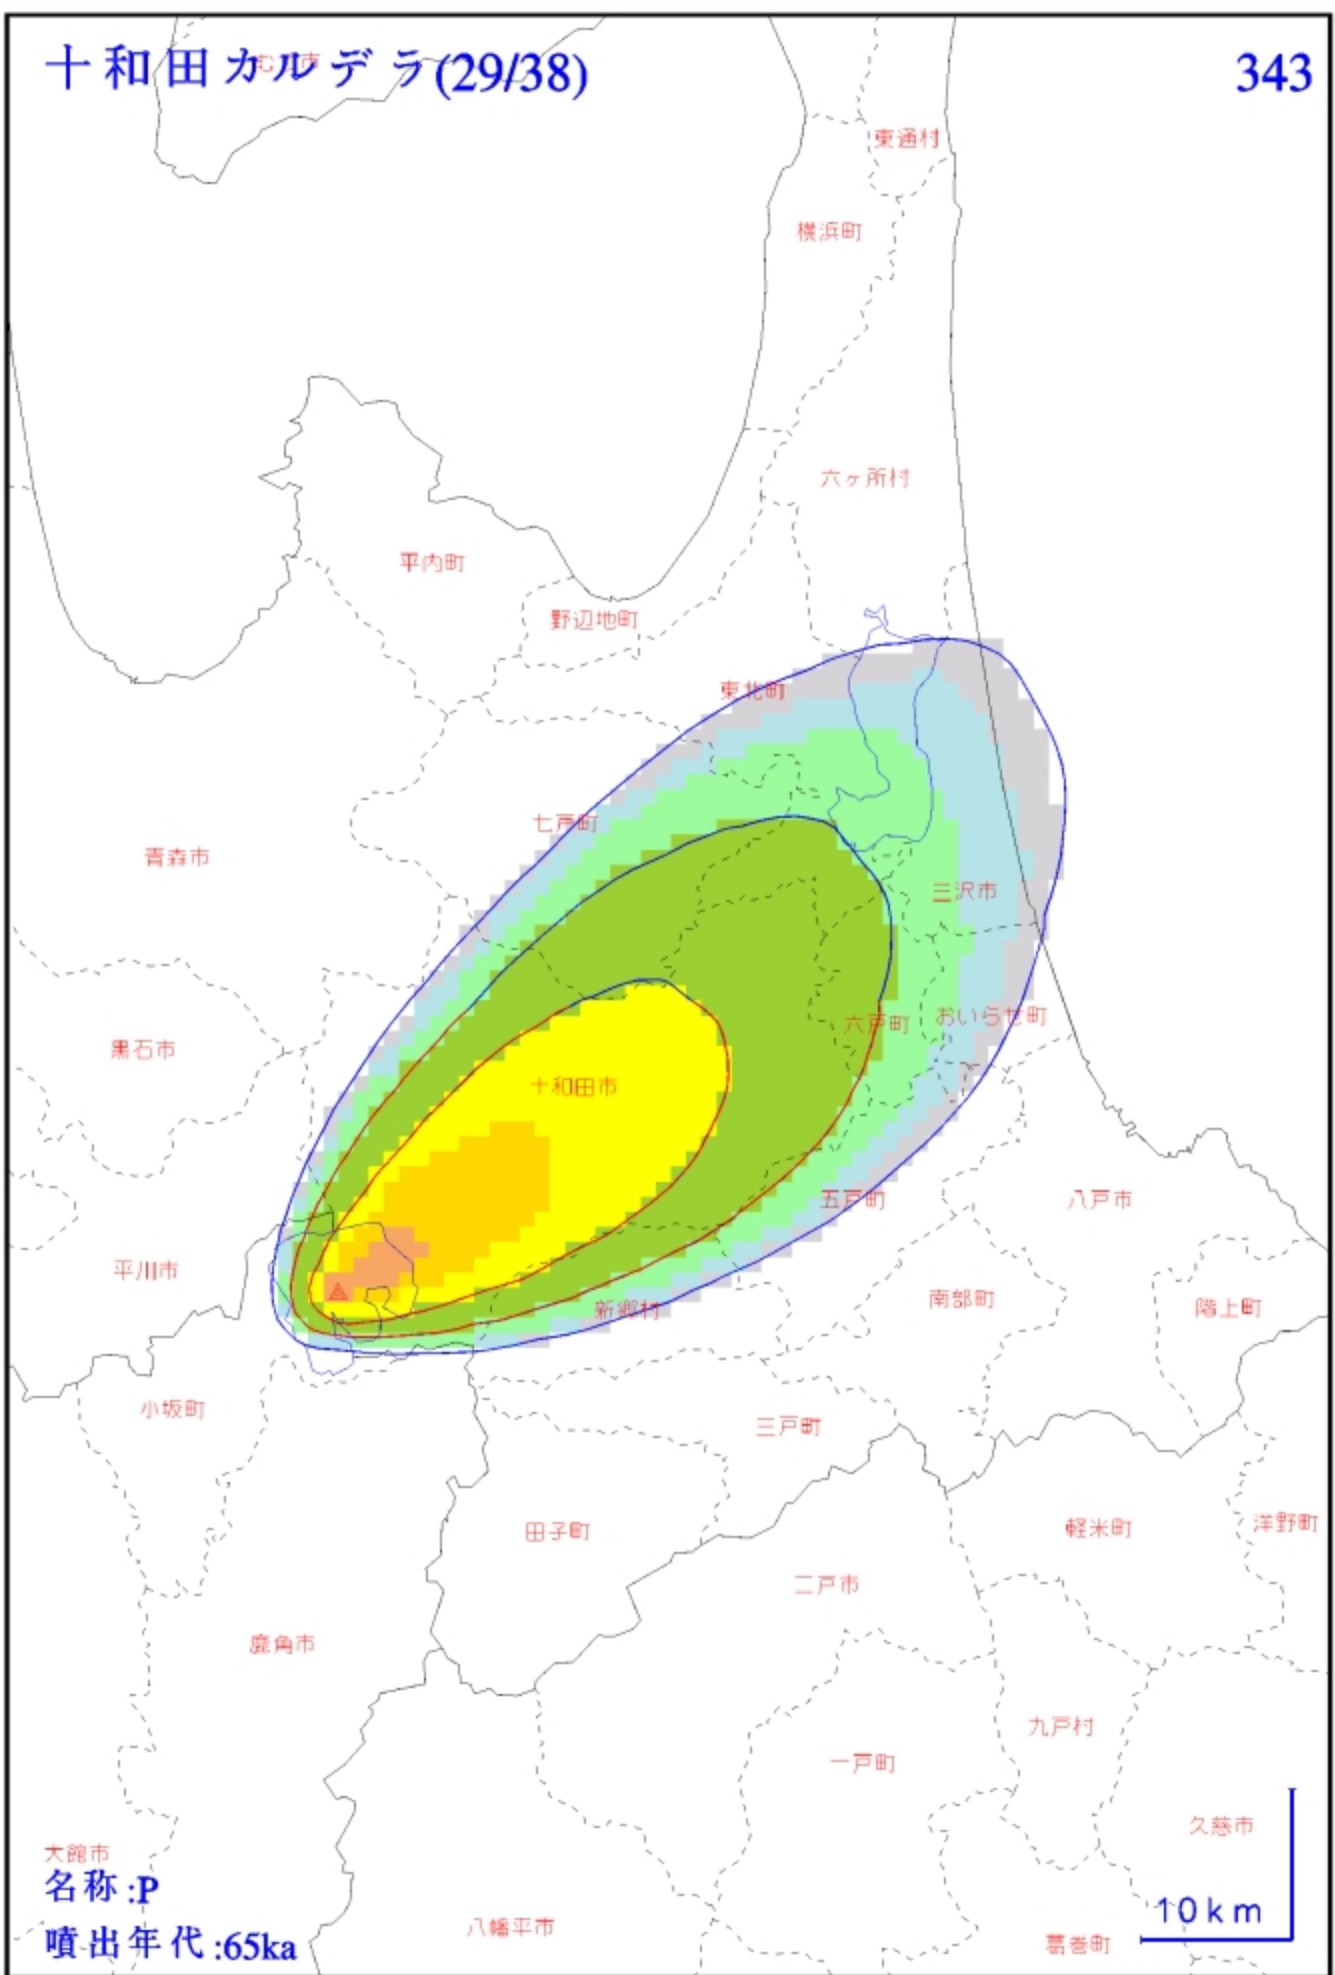 十和田カルデラ(29/38)
343
むつ市
東通村
横浜町
六ヶ所村
平内町
野辺地町
東北町
七戸町
青森市
三沢市
おいらせ町
六戸町
黒石市
十和田市
五戸町
八戸市
平川市
南部町
階上町
新郷村
小坂町
三戸町
田子町
軽米町
洋野町
二戸市
鹿角市
九戸村
一戸町
久慈市
大館市
名称:P
10km
八幡平市
噴出年代:65ka
葛巻町